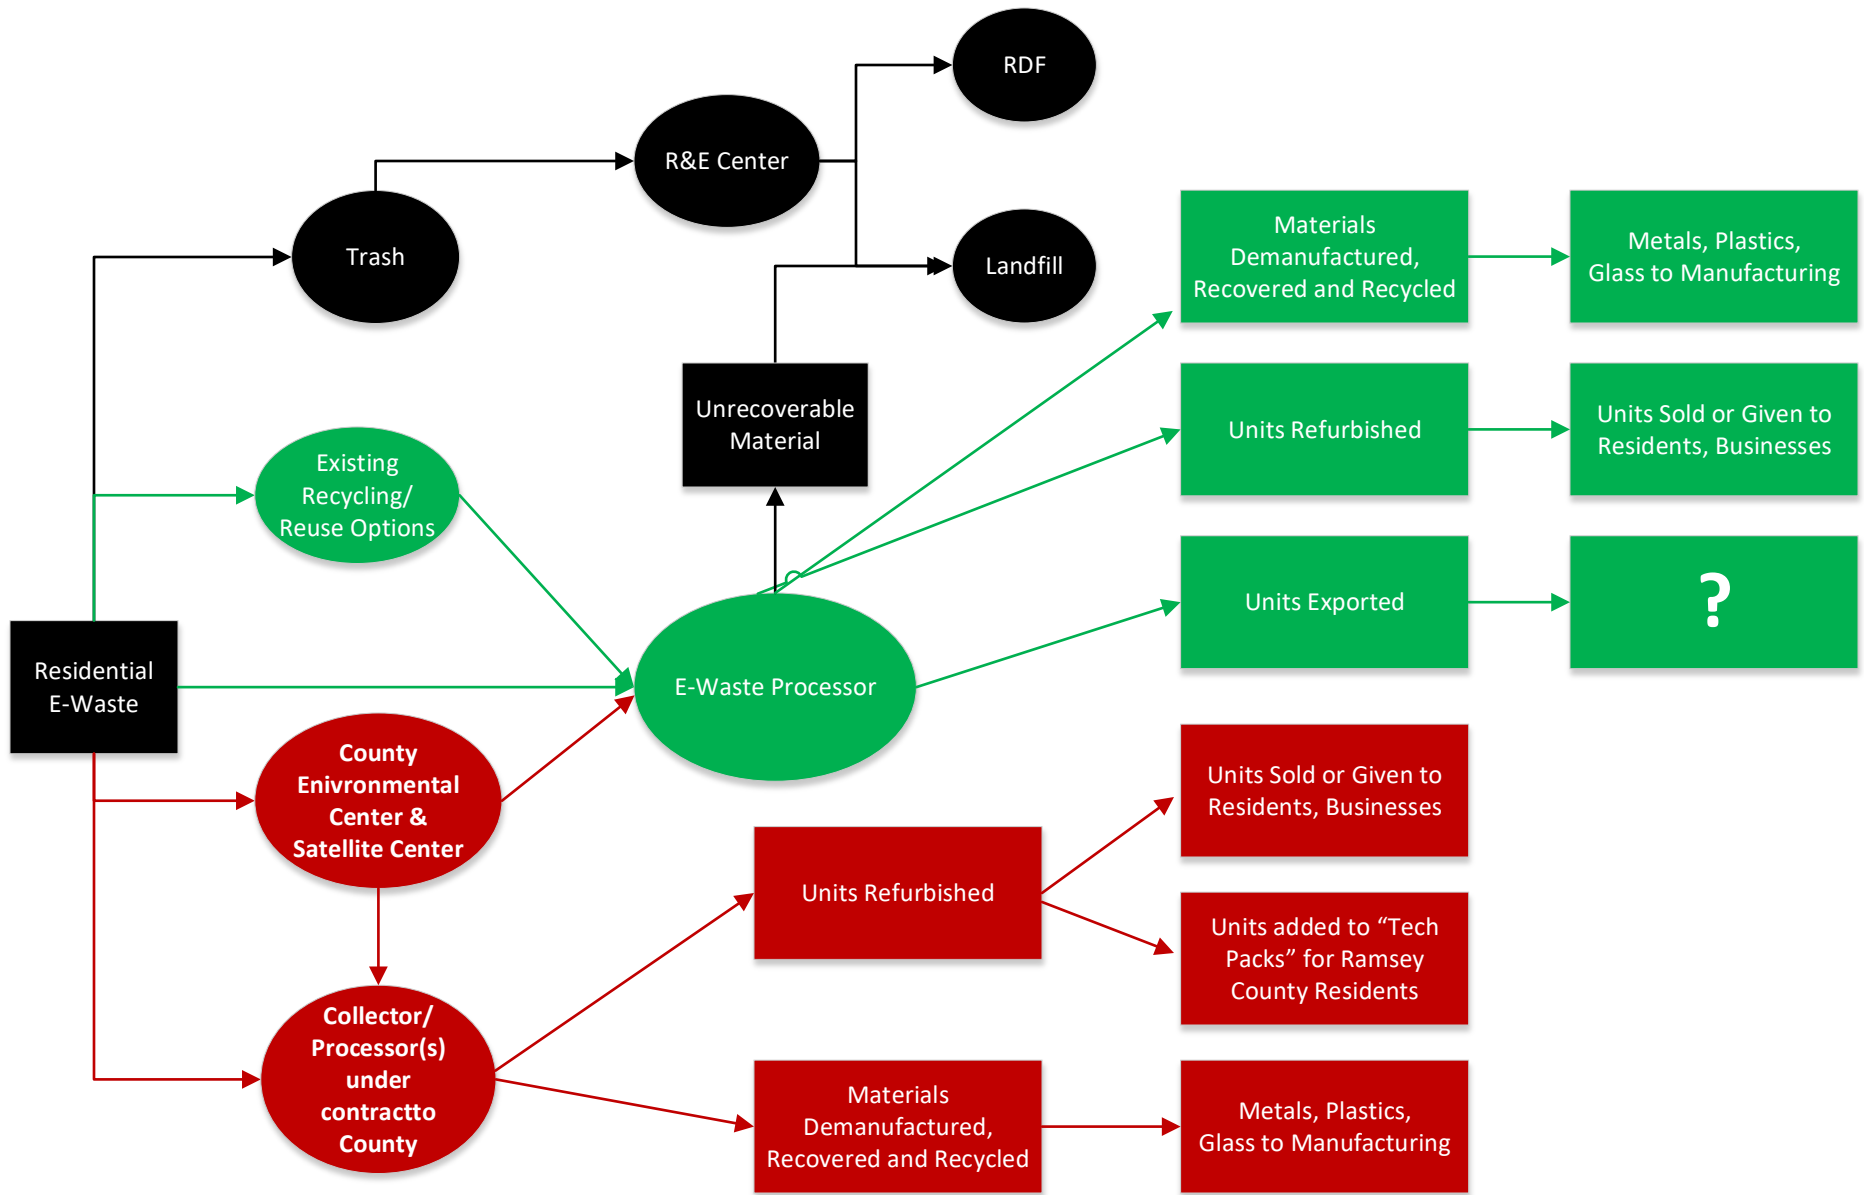 RDF
R&E Center
Trash
Landfill
Materials
Demanufactured,
Recovered and Recycled
Metals, Plastics,
Glass to Manufacturing
Unrecoverable
Material
Units Refurbished
Units Sold or Given to
Residents, Businesses
Existing
Recycling/
Reuse Options
Units Exported
?
Residential
E-Waste
E-Waste Processor
County
Enivronmental
Center &
Satellite Center
Units Sold or Given to
Residents, Businesses
Units Refurbished
Units added to “Tech
Packs” for Ramsey
County Residents
Collector/
Processor(s)
under
contractto
County
Materials
Demanufactured,
Recovered and Recycled
Metals, Plastics,
Glass to Manufacturing